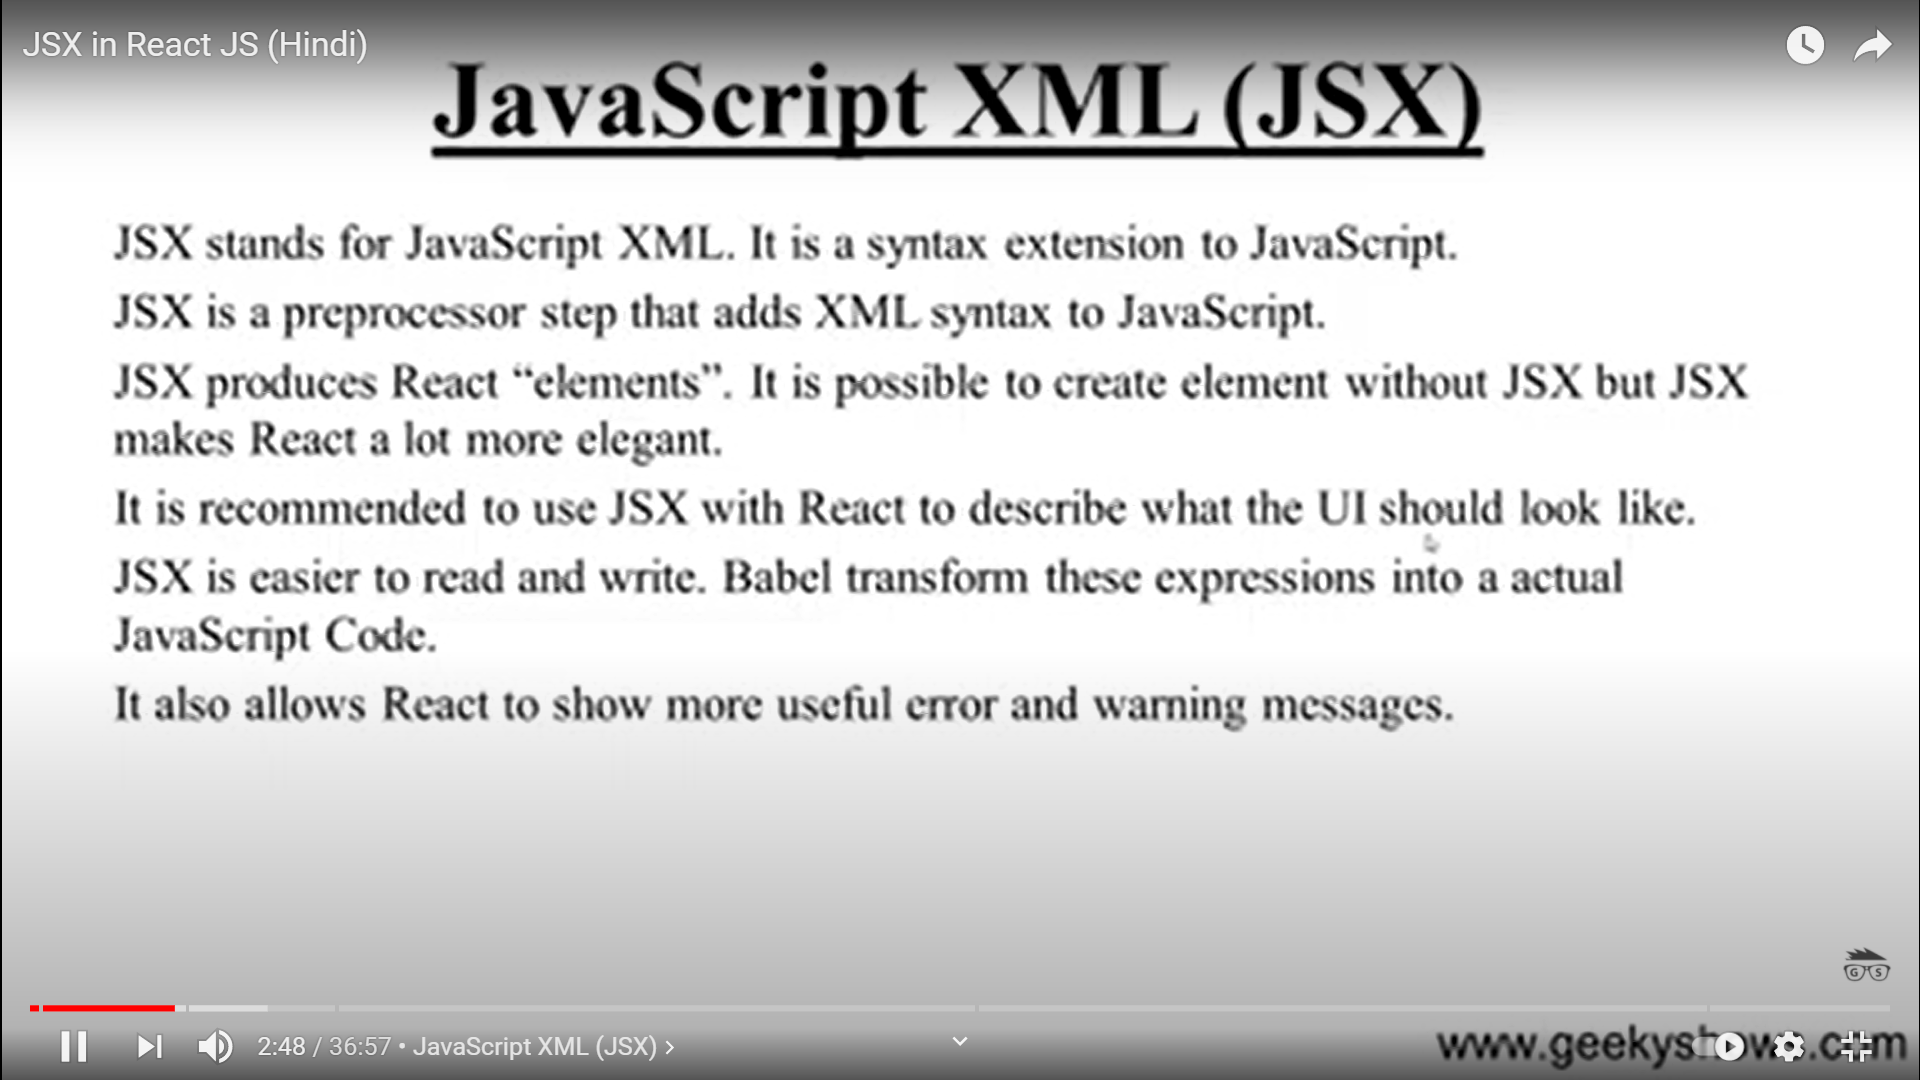 JSX in React JS (Hindi)
JavaScript XML (JSX)
JSX stands for JavaScript XML. It is a syntax extension to JavaScript.
JSX is a preprocessor step that adds XML syntax to JavaScript.
JSX produces React “elements”. It is possible to create element without JSX but JSX
makes React a lot more elegant.
It is recommended to use JSX with React to describe what the UI should look like.
JSX is easier to read and write. Babel transform these expressions into a actual
JavaScript Code.
It also allows React to show more useful error and warning messages.
G S
2:48 / 36:57 • JavaScript XML (JSX) >
www.geekyshows.com